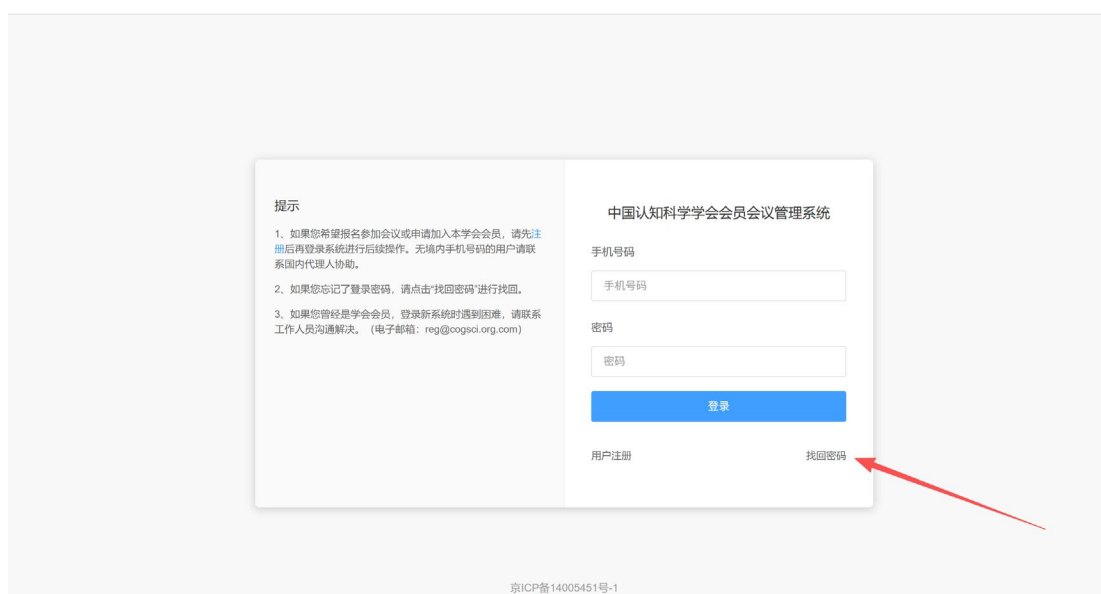 提示
1、如果您希望报名参加会议或申请加入本学会会员，请先注
册后再登录系统进行后续操作。无境内手机号码的用户请联
系国内代理人协助。
2、如果您忘记了登录密码，请点击“找回密码”进行找回。
3、如果您曾经是学会会员，登录新系统时遇到困难，请联系
工作人员沟通解决。（电子邮箱：reg@cogsci.org.com）
中国认知科学学会会员会议管理系统
手机号码
手机号码
密码
密码
登录
用户注册 找回密码
京ICP备14005451号-1